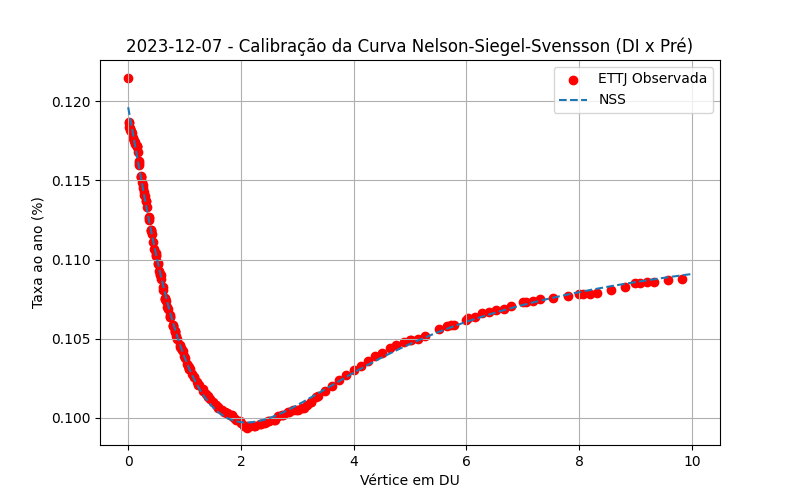 2023-12-07 - Calibração da Curva Nelson-Siegel-Svensson (DI x Pré)
ETTJ Observada
NSS
Taxa ao ano (%)
0.120
0.115
0.110
0.105
0.100
0 2 4 6 8 10
Vértice em DU